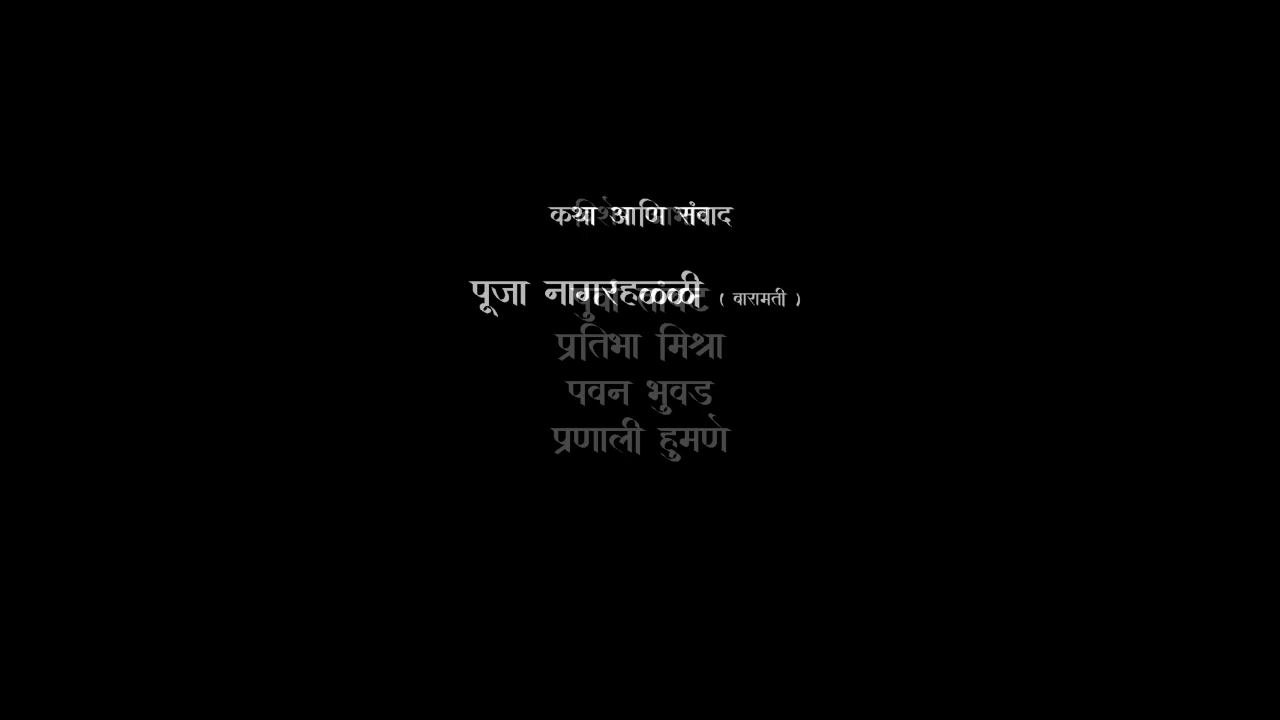 कथा आणि संवाद
पूजा नागरहळ्ळी ( बारामती )
प्रतिभा मिश्रा
पवन भुवड
प्रणाली हुमणे